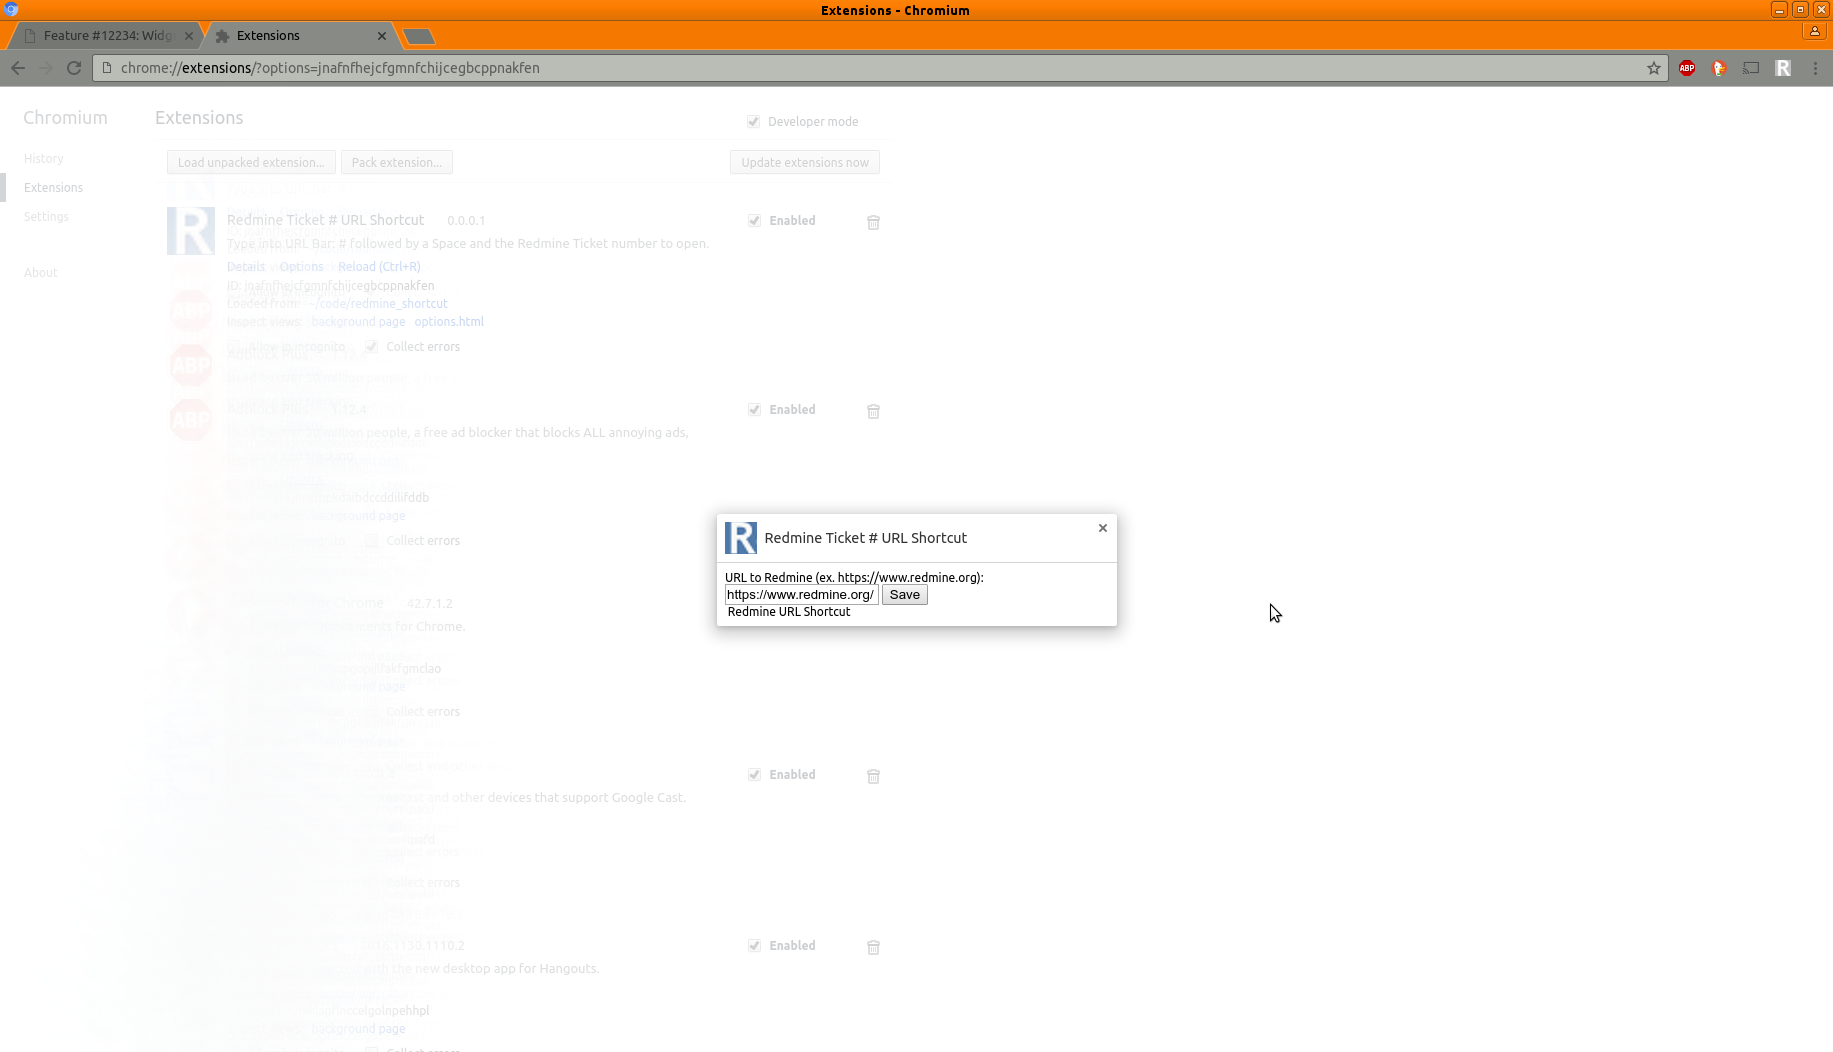 Extensions - Chromium
Feature #12234: Widg
Extensions
chrome://extensions/?options=jnafnfhejcfgmnfchijcegbcppnakfen
ABP
R
Chromium
Extensions
Developer mode
History
Load unpacked extension...
Pack extension...
Update extensions now
Extensions
Settings
R
Redmine Ticket # URL Shortcut 0.0.0.1
Enabled
Type into URL Bar: # followed by a Space and the Redmine Ticket number to open.
Details Options Reload (Ctrl+R)
About
ID: jnafnfhejcfgmnfchijcegbcppnakfen
Loaded from: ~/code/redmine_shortcut
Inspect views: background page options.html
ABP
Allow in incognito Collect errors
ABP
ABP
1.12.4
Enabled
people, a free ad blocker that blocks ALL annoying ads,
background page
Collect errors
R Redmine Ticket # URL Shortcut
URL to Redmine (ex. https://www.redmine.org):
https://www.redmine.org/ Save
Redmine URL Shortcut
Chrome 42.7.1.2
for Chrome.
Collect errors
Enabled
and other devices that support Google Cast.
Collect errors
Enabled
the new desktop app for Hangouts.
background page
Collect errors